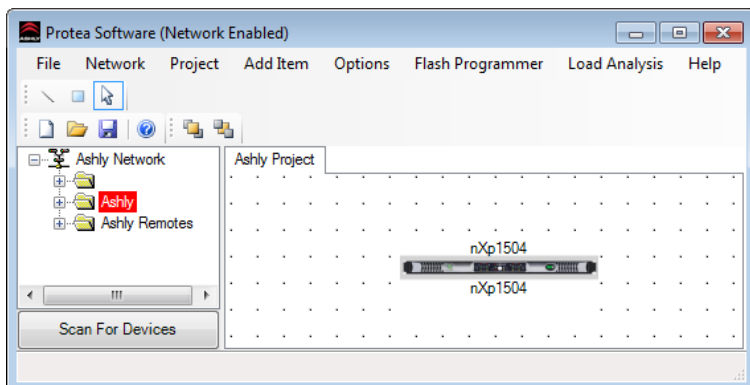 Protea Software (Network Enabled)
File Network Project Add Item Options Flash Programmer Load Analysis Help
Ashly Network
Ashly
Ashly Remotes
Scan For Devices
Ashly Project
nXp1504
nXp1504